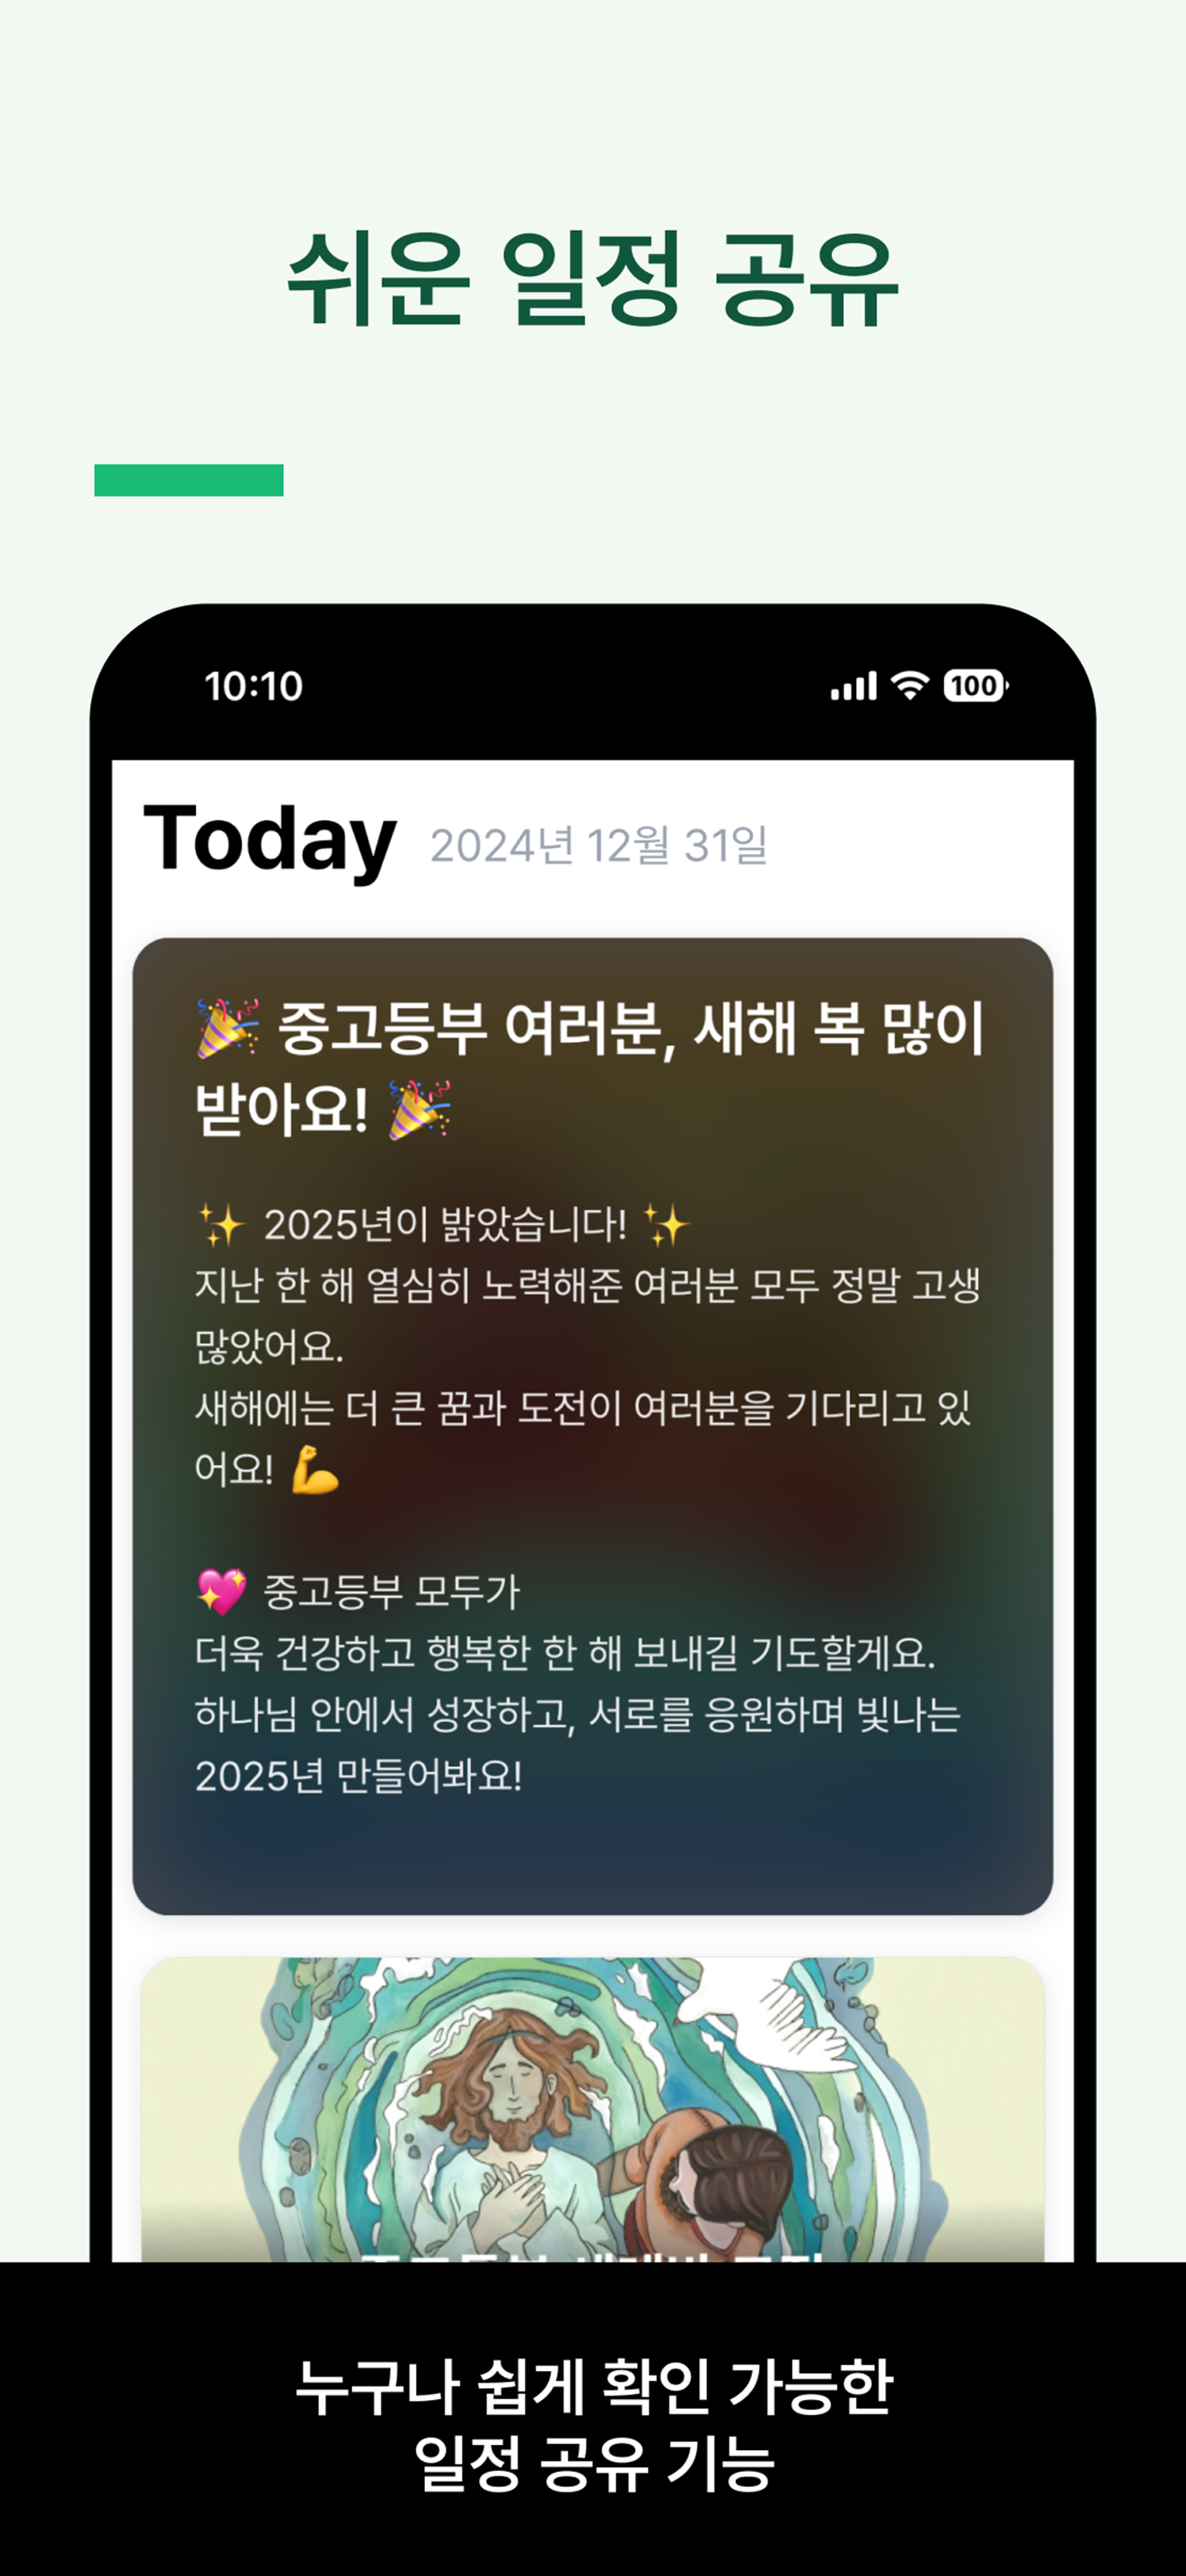 쉬운 일정 공유
10:10
100
Today 2024년 12월 31일
🎉 중고등부 여러분, 새해 복 많이
받아요! 🎉
✨ 2025년이 밝았습니다! ✨
지난 한 해 열심히 노력해준 여러분 모두 정말 고생
많았어요.
새해에는 더 큰 꿈과 도전이 여러분을 기다리고 있
어요! 💪
💖 중고등부 모두가
더욱 건강하고 행복한 한 해 보내길 기도할게요.
하나님 안에서 성장하고, 서로를 응원하며 빛나는
2025년 만들어봐요!
누구나 쉽게 확인 가능한
일정 공유 기능